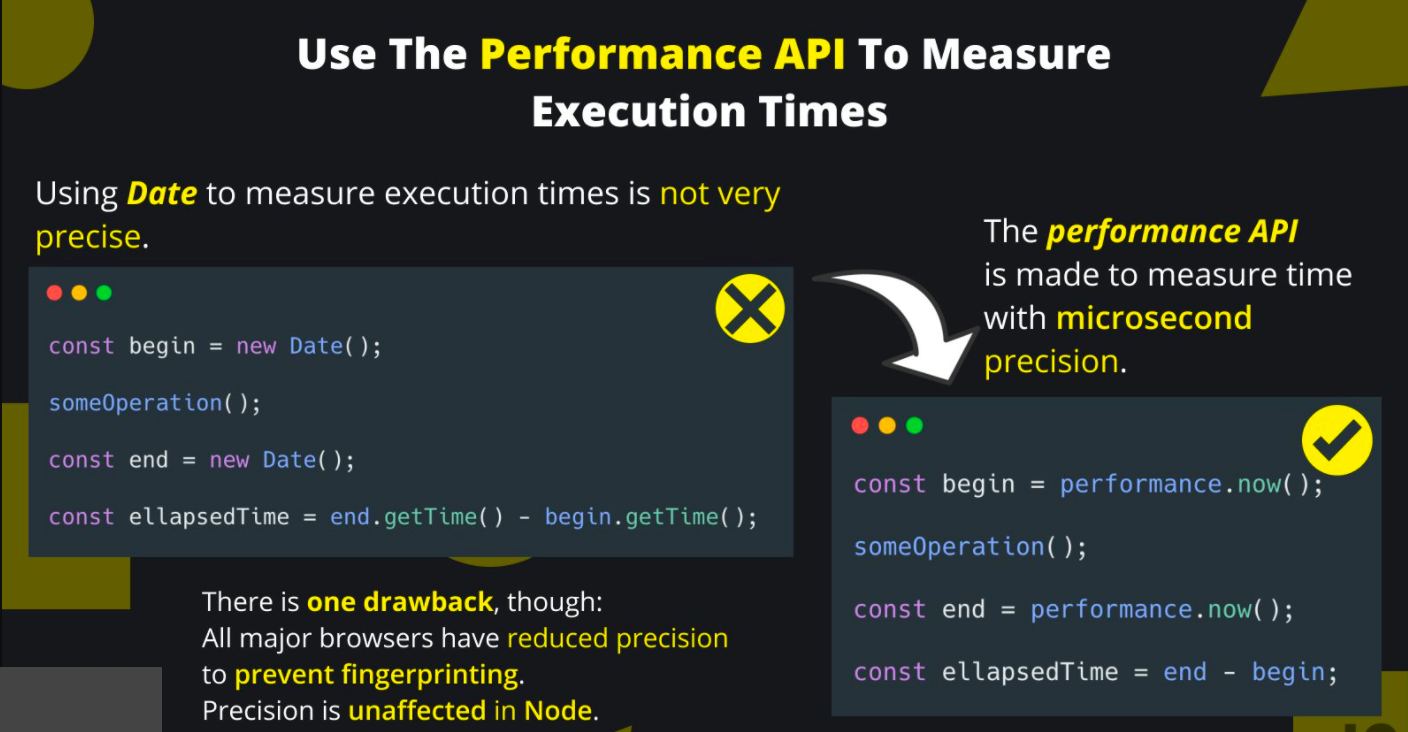 Use The Performance API To Measure
Execution Times
Using Date to measure execution times is not very
precise.
const begin = new Date();
someOperation();
const end = new Date();
const ellapsedTime = end.getTime() - begin.getTime();
The performance API
is made to measure time
with microsecond
precision.
const begin = performance.now();
someOperation();
const end = performance.now();
const ellapsedTime = end - begin;
There is one drawback, though:
All major browsers have reduced precision
to prevent fingerprinting.
Precision is unaffected in Node.